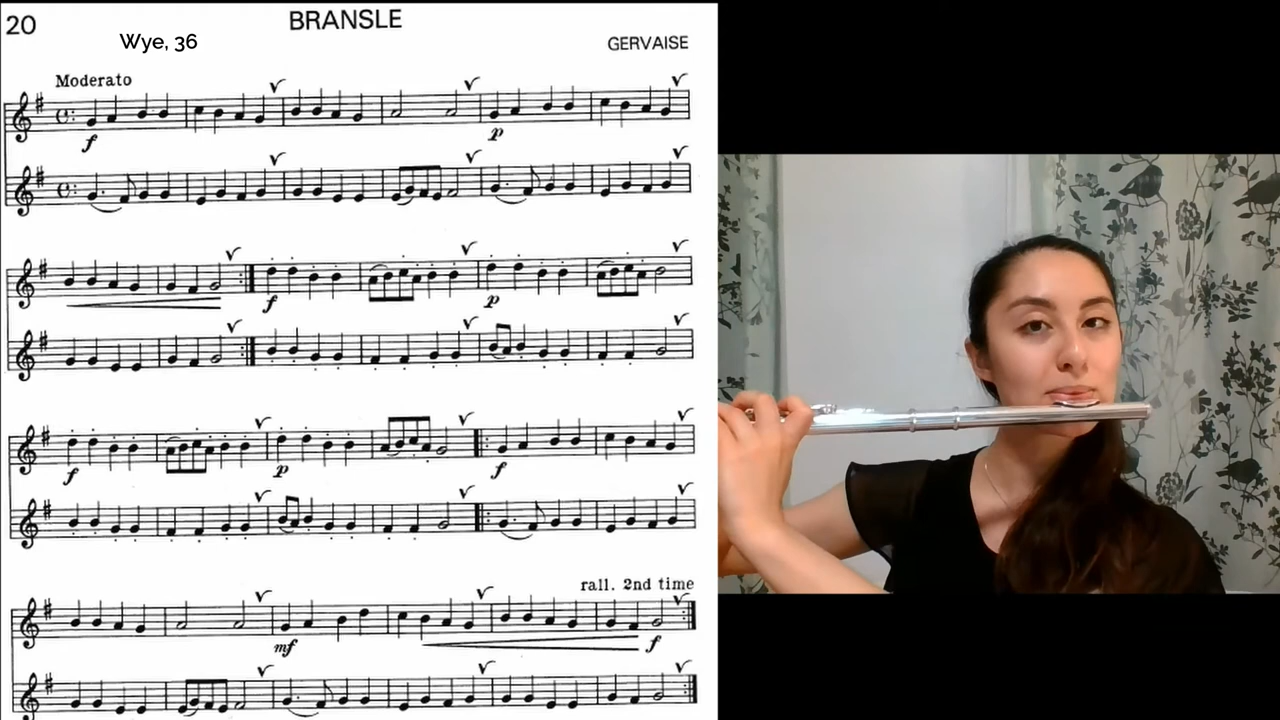 20
BRANSLE
Wye, 36
GERVAISE
Moderato
f
p
f
p
f
p
f
rall. 2nd time
mf
f